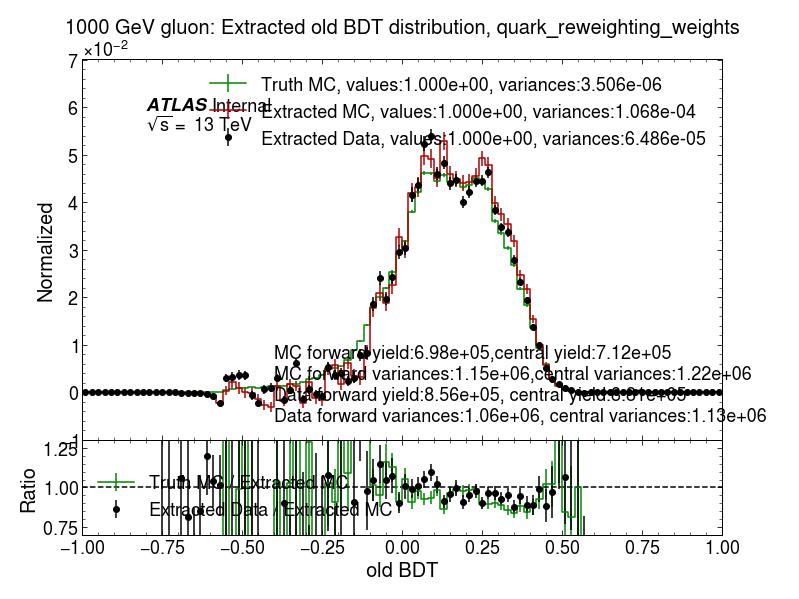 1000 GeV gluon: Extracted old BDT distribution, quark_reweighting_weights
×10⁻²
7
6
5
4
3
2
1
0
−1
Normalized
ATLAS Internal
√s = 13 TeV
Truth MC, values:1.000e+00, variances:3.506e-06
Extracted MC, values:1.000e+00, variances:1.068e-04
Extracted Data, values:1.000e+00, variances:6.486e-05
MC forward yield:6.98e+05,central yield:7.12e+05
MC forward variances:1.15e+06,central variances:1.22e+06
Data forward yield:8.56e+05, central yield:
Data forward variances:1.06e+06, central variances:1.13e+06
1.25
1.00
0.75
Ratio
Truth MC / Extracted MC
Extracted Data / Extracted MC
−1.00 −0.75 −0.50 −0.25 0.00 0.25 0.50 0.75 1.00
old BDT